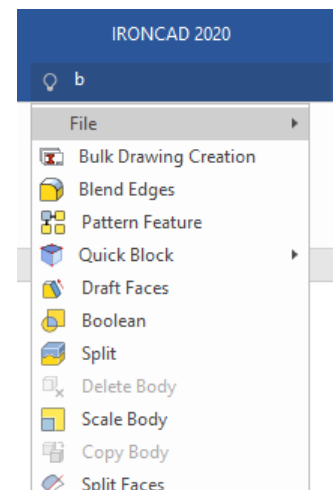 IRONCAD 2020
b
File
Bulk Drawing Creation
Blend Edges
Pattern Feature
Quick Block
Draft Faces
Boolean
Split
Delete Body
Scale Body
Copy Body
Split Faces